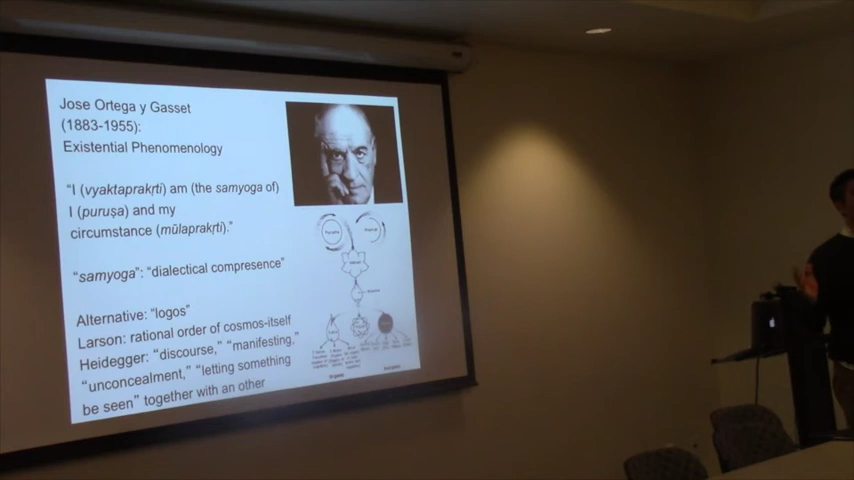 Jose Ortega y Gasset
(1883-1955):
Existential Phenomenology
"I (vyaktaprakṛti) am (the samyoga of)
I (puruṣa) and my
circumstance (mūlaprakṛti)."
"samyoga": "dialectical compresence"
Alternative: "logos"
Larson: rational order of cosmos-itself
Heidegger: "discourse," "manifesting,"
"unconcealment," "letting something
be seen" together with an other